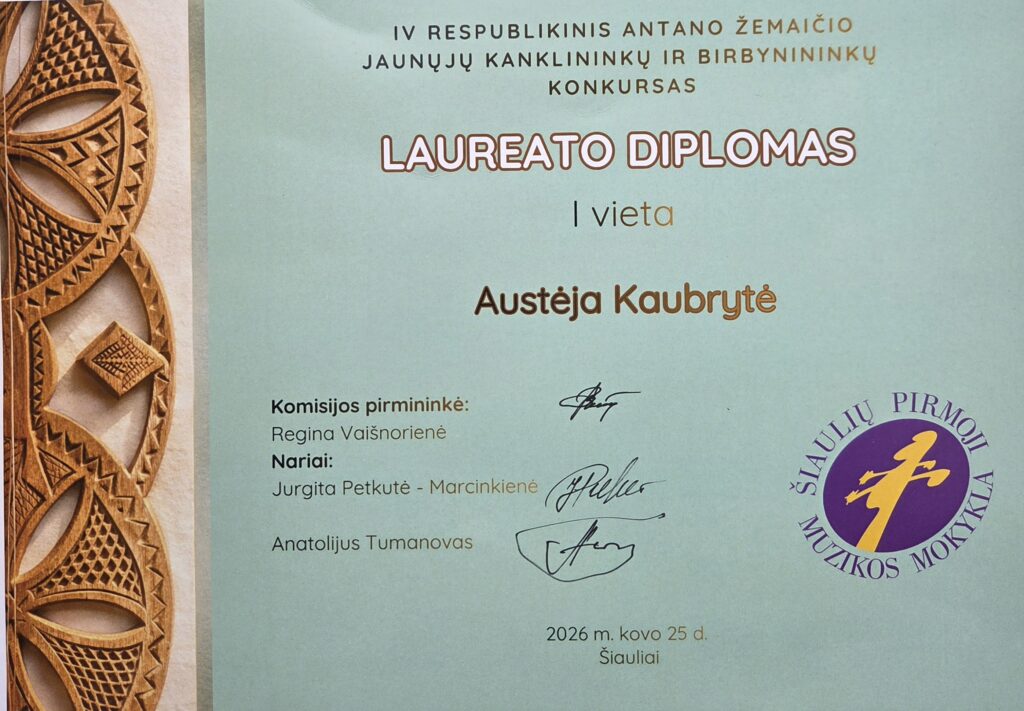 IV RESPUBLIKINIS ANTANO ŽEMAIČIO
JAUNŲJŲ KANKLININKŲ IR BIRBYNININKŲ
KONKURSAS
LAUREATO DIPLOMAS
I vieta
Austėja Kaubrytė
Komisijos pirmininkė:
Regina Vaišnorienė
Nariai:
Jurgita Petkutė - Marcinkienė
Anatolijus Tumanovas
ŠIAULIŲ PIRMOJI
MUZIKOS MOKYKLA
2026 m. kovo 25 d.
Šiauliai